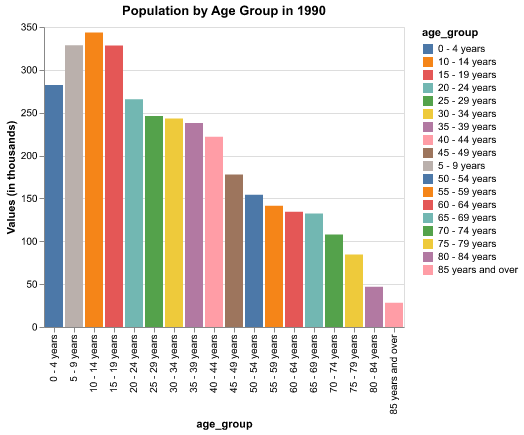 Population by Age Group in 1990
Values (in thousands)
350
300
250
200
150
100
50
0
0 - 4 years
5 - 9 years
10 - 14 years
15 - 19 years
20 - 24 years
25 - 29 years
30 - 34 years
35 - 39 years
40 - 44 years
45 - 49 years
50 - 54 years
55 - 59 years
60 - 64 years
65 - 69 years
70 - 74 years
75 - 79 years
80 - 84 years
85 years and over
age_group
age_group
0 - 4 years
10 - 14 years
15 - 19 years
20 - 24 years
25 - 29 years
30 - 34 years
35 - 39 years
40 - 44 years
45 - 49 years
5 - 9 years
50 - 54 years
55 - 59 years
60 - 64 years
65 - 69 years
70 - 74 years
75 - 79 years
80 - 84 years
85 years and over